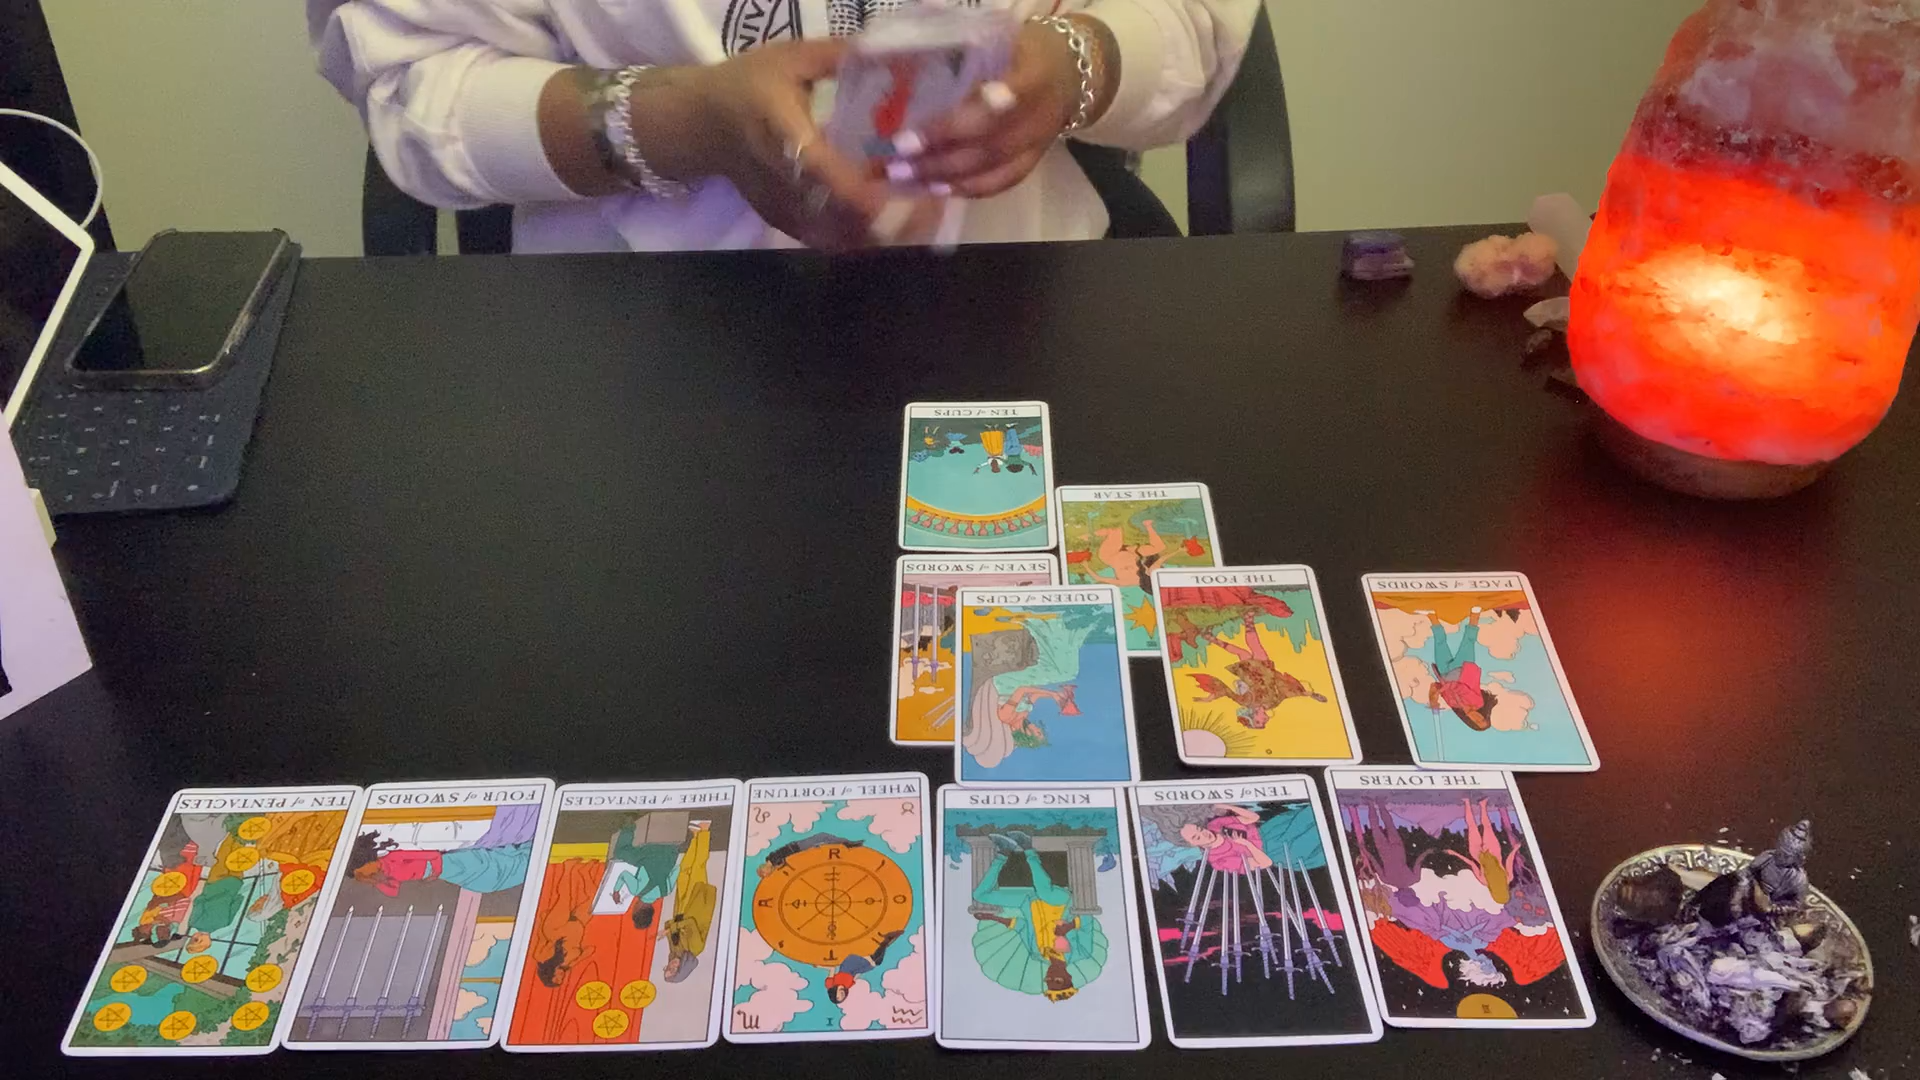 UNIV
TEN of CUPS
THE STAR
SEVEN of SWORDS
THE FOOL
QUEEN of CUPS
PAGE of SWORDS
THE LOVERS
TEN of SWORDS
KING of CUPS
WHEEL of FORTUNE
THREE of PENTACLES
FOUR of SWORDS
TEN of PENTACLES
T
A
R
O